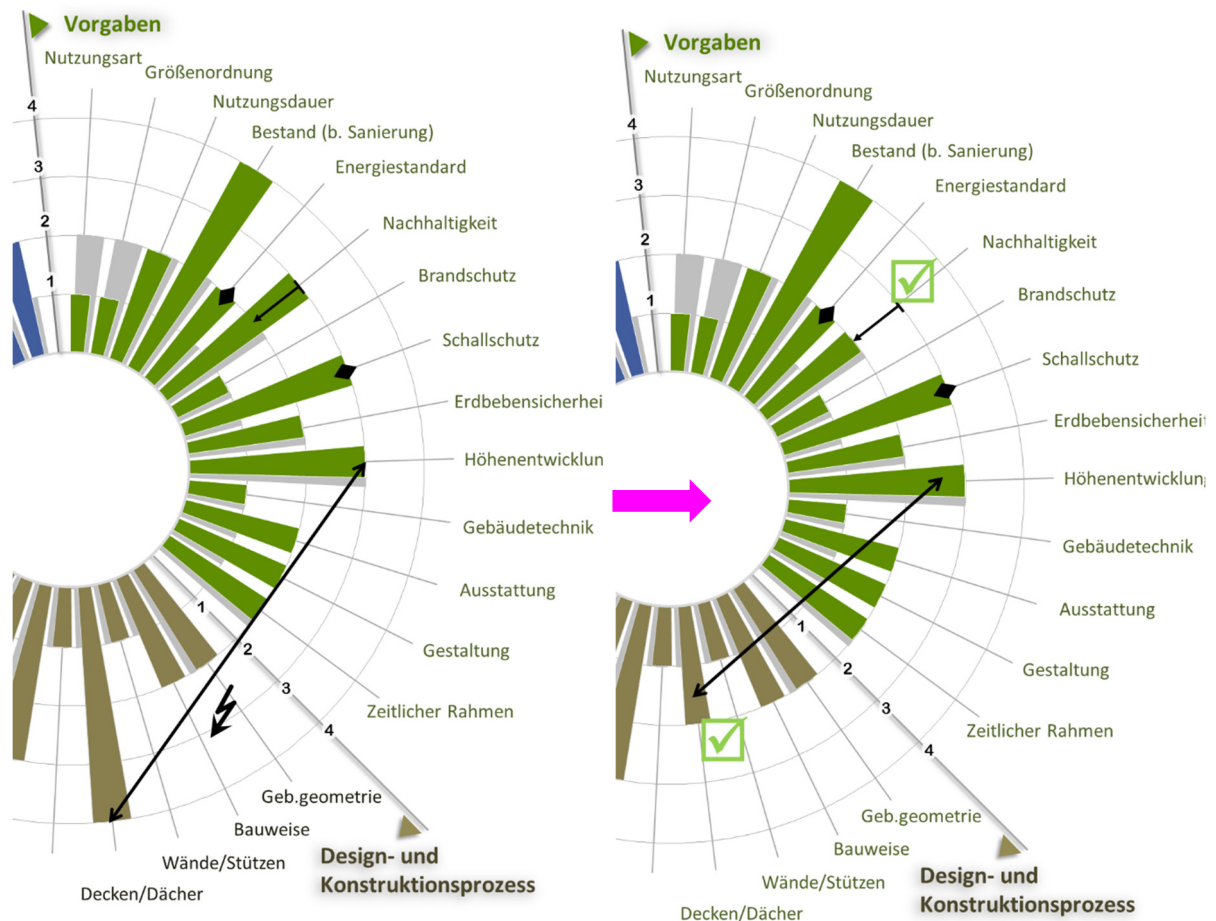 Vorgaben
Nutzungsart
Größenordnung
Nutzungsdauer
Bestand (b. Sanierung)
Energiestandard
Nachhaltigkeit
Brandschutz
Schallschutz
Erdbebensicherhei
Höhenentwicklun
Gebäudetechnik
Ausstattung
Gestaltung
Zeitlicher Rahmen
4
3
2
1
1
2
3
4
Geb.geometrie
Bauweise
Wände/Stützen
Decken/Dächer
Design- und
Konstruktionsprozess
Vorgaben
Nutzungsart
Größenordnung
Nutzungsdauer
Bestand (b. Sanierung)
Energiestandard
Nachhaltigkeit
Brandschutz
Schallschutz
Erdbebensicherheit
Höhenentwicklung
Gebäudetechnik
Ausstattung
Gestaltung
Zeitlicher Rahmen
4
3
2
1
1
2
3
4
Geb.geometrie
Bauweise
Wände/Stützen
Decken/Dächer
Design- und
Konstruktionsprozess